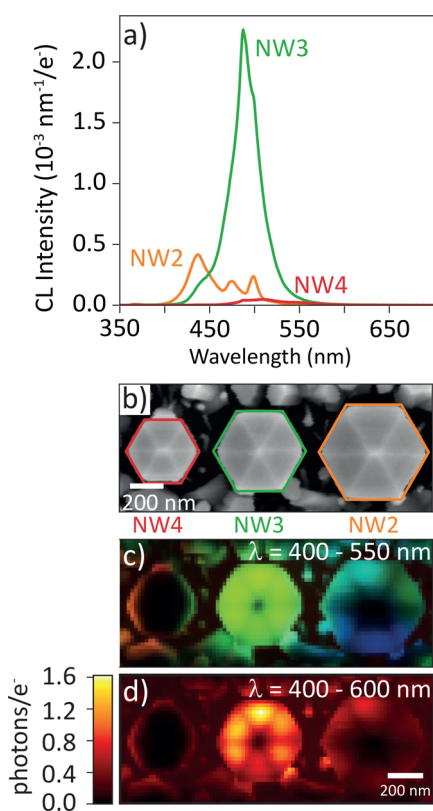 a)
NW3
NW2
NW4
CL Intensity (10⁻³ nm⁻¹/e⁻)
2.0
1.5
1.0
0.5
0.0
350
450
550
650
Wavelength (nm)
b)
200 nm
NW4
NW3
NW2
c)
λ = 400 - 550 nm
d)
λ = 400 - 600 nm
photons/e⁻
1.6
1.2
0.8
0.4
0.0
200 nm